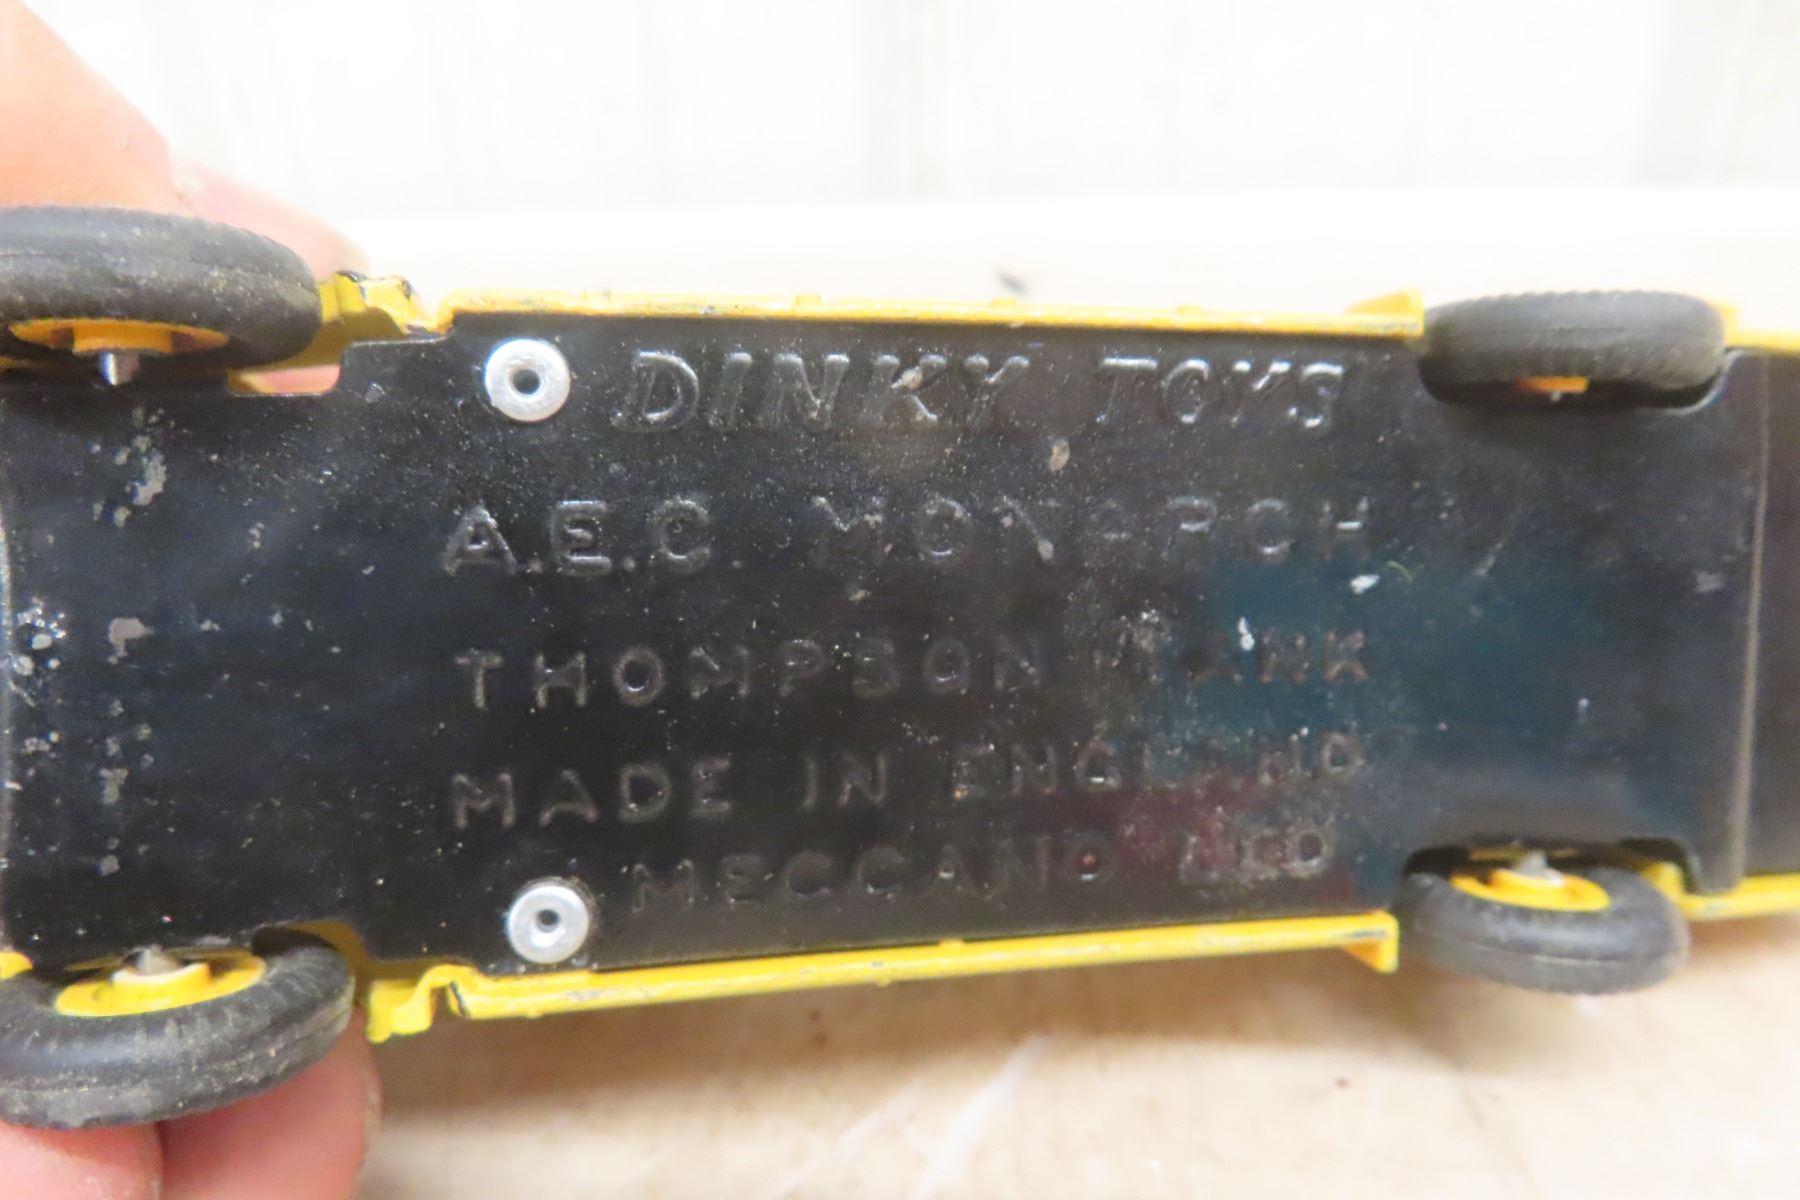 DINKY TOYS
A.E.C MONARCH
THOMPSON TANK
MADE IN ENGLAND
MECCANO LTD